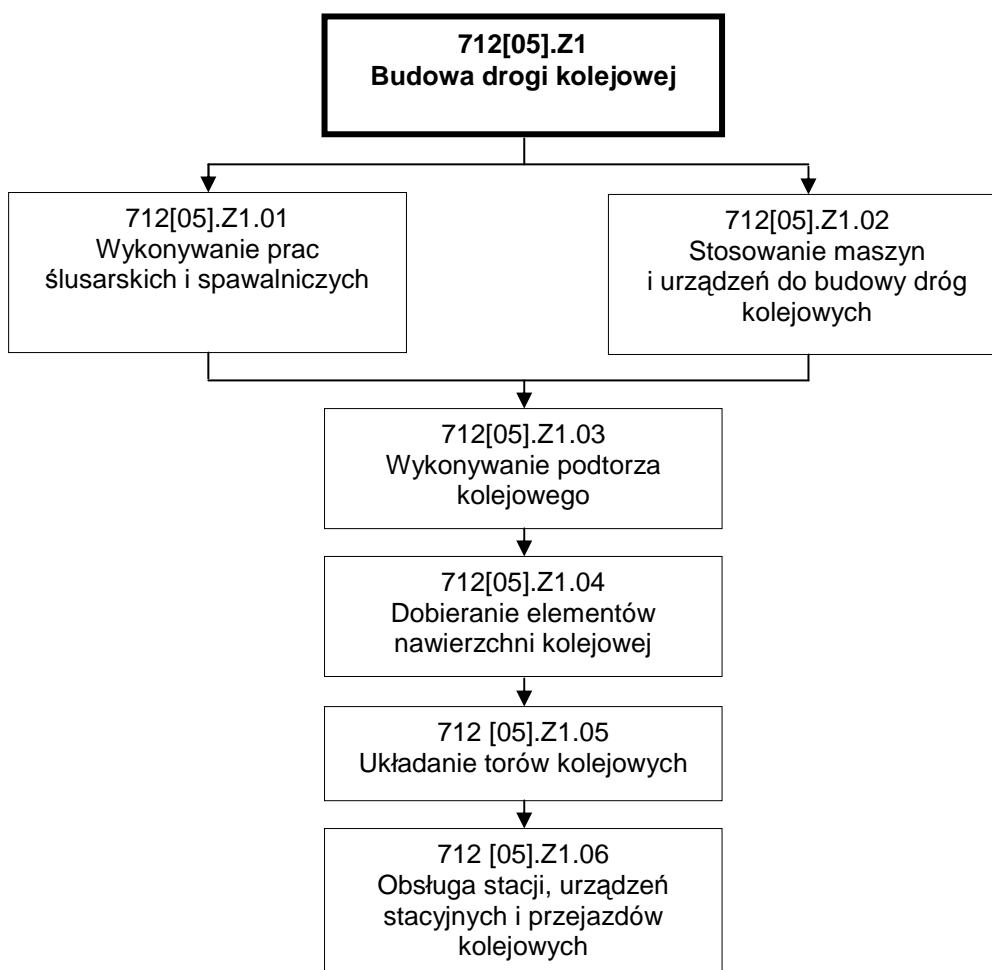 712[05].Z1
Budowa drogi kolejowej
712[05].Z1.01
Wykonywanie prac
ślusarskich i spawalniczych
712[05].Z1.02
Stosowanie maszyn
i urządzeń do budowy dróg
kolejowych
712[05].Z1.03
Wykonywanie podtorza
kolejowego
712[05].Z1.04
Dobieranie elementów
nawierzchni kolejowej
712 [05].Z1.05
Układanie torów kolejowych
712 [05].Z1.06
Obsługa stacji, urządzeń
stacyjnych i przejazdów
kolejowych